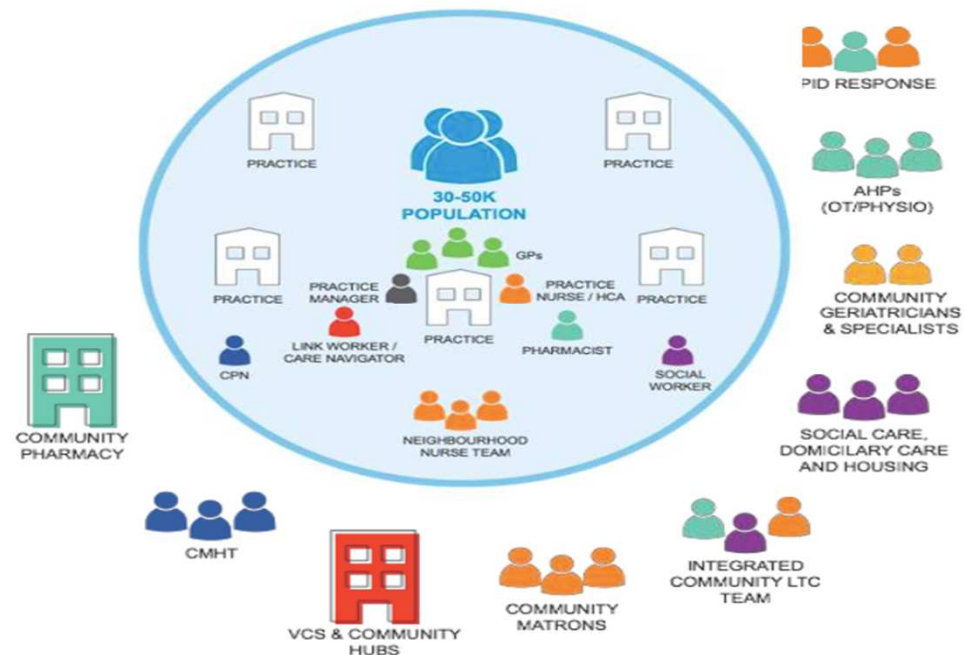 PRACTICE
PRACTICE
30-50K
POPULATION
GPs
PRACTICE
PRACTICE
MANAGER
PRACTICE
NURSE / HCA
PRACTICE
PRACTICE
LINK WORKER /
CARE NAVIGATOR
PHARMACIST
CPN
SOCIAL
WORKER
NEIGHBOURHOOD
NURSE TEAM
PID RESPONSE
AHPs
(OT/PHYSIO)
COMMUNITY
GERIATRICIANS
& SPECIALISTS
SOCIAL CARE,
DOMICILARY CARE
AND HOUSING
INTEGRATED
COMMUNITY LTC
TEAM
COMMUNITY
MATRONS
VCS & COMMUNITY
HUBS
CMHT
COMMUNITY
PHARMACY